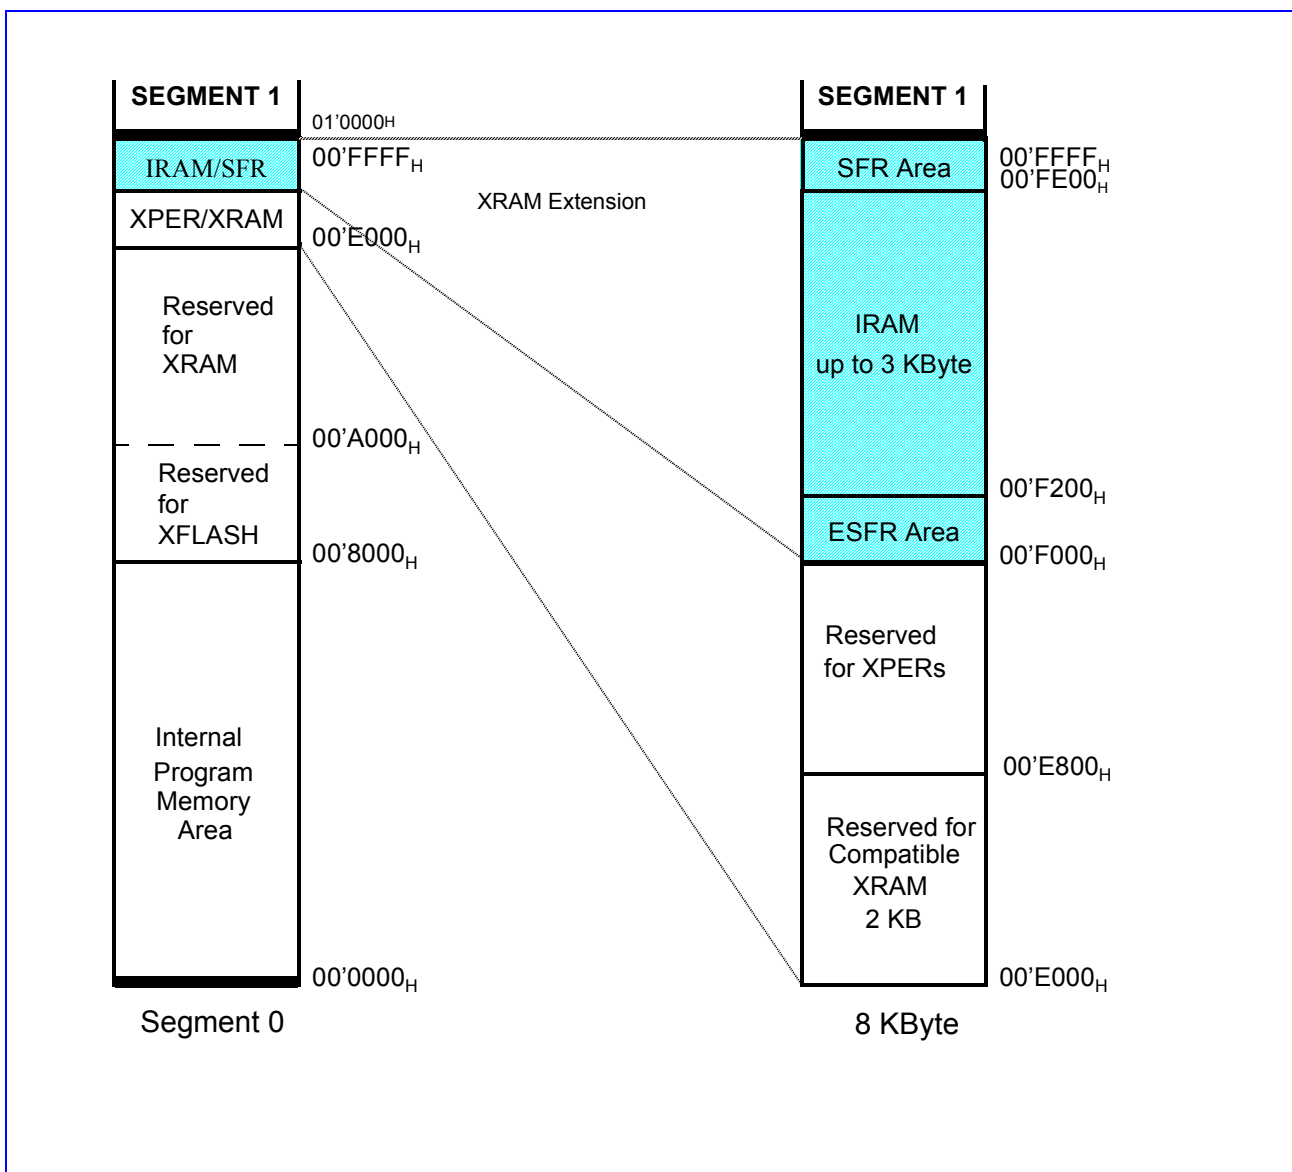 SEGMENT 1
01'0000H
00'FFFFH
IRAM/SFR
XPER/XRAM
00'E000H
Reserved
for
XRAM
00'A000H
Reserved
for
XFLASH
00'8000H
Internal
Program
Memory
Area
00'0000H
Segment 0
XRAM Extension
SEGMENT 1
00'FFFFH
SFR Area
00'FE00H
IRAM
up to 3 KByte
00'F200H
ESFR Area
00'F000H
Reserved
for XPERs
00'E800H
Reserved for
Compatible
XRAM
2 KB
00'E000H
8 KByte